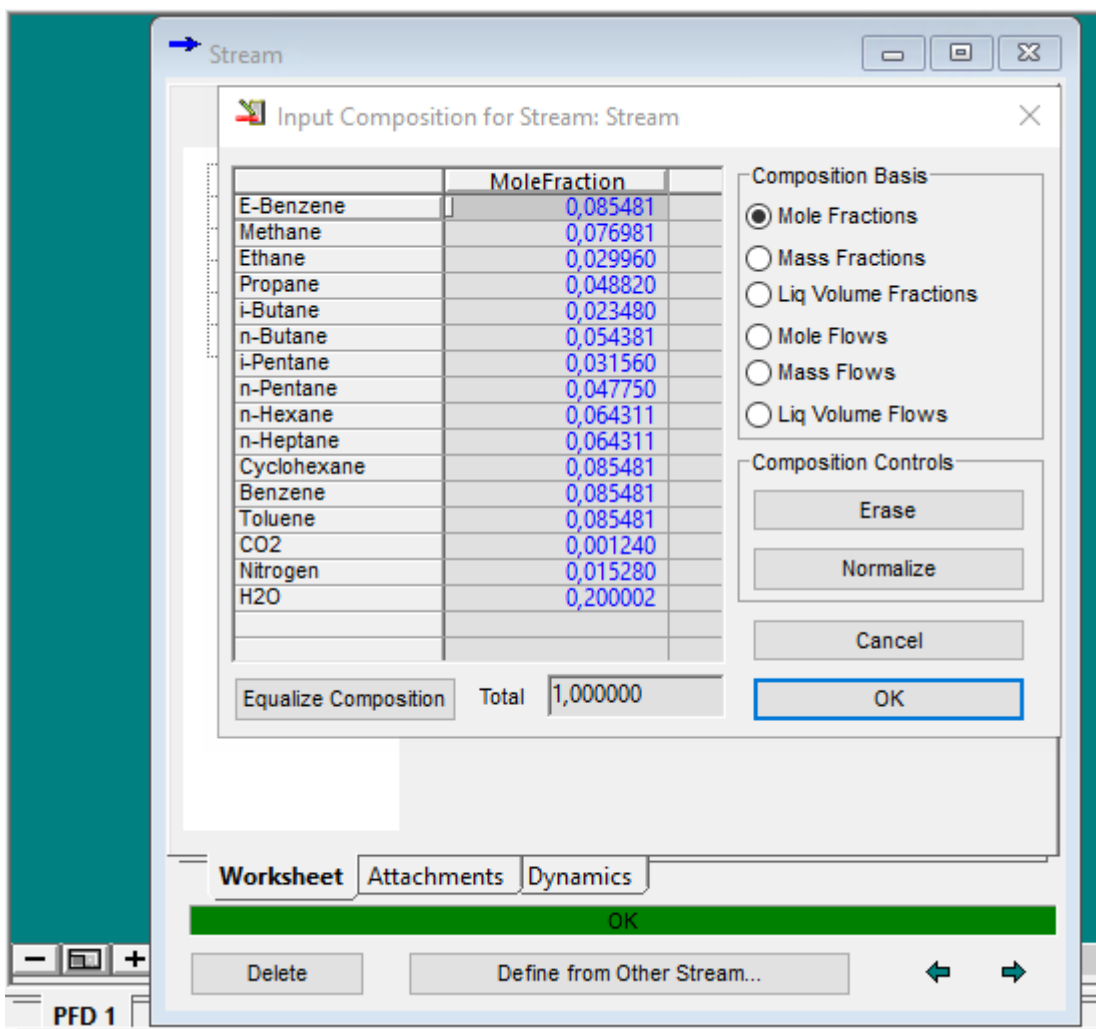 Stream
Input Composition for Stream: Stream
MoleFraction
E-Benzene 0,085481
Methane 0,076981
Ethane 0,029960
Propane 0,048820
i-Butane 0,023480
n-Butane 0,054381
i-Pentane 0,031560
n-Pentane 0,047750
n-Hexane 0,064311
n-Heptane 0,064311
Cyclohexane 0,085481
Benzene 0,085481
Toluene 0,085481
CO2 0,001240
Nitrogen 0,015280
H2O 0,200002
Equalize Composition Total 1,000000
Composition Basis
Mole Fractions
Mass Fractions
Liq Volume Fractions
Mole Flows
Mass Flows
Liq Volume Flows
Composition Controls
Erase
Normalize
Cancel
OK
Worksheet Attachments Dynamics
OK
Delete Define from Other Stream...
PFD 1